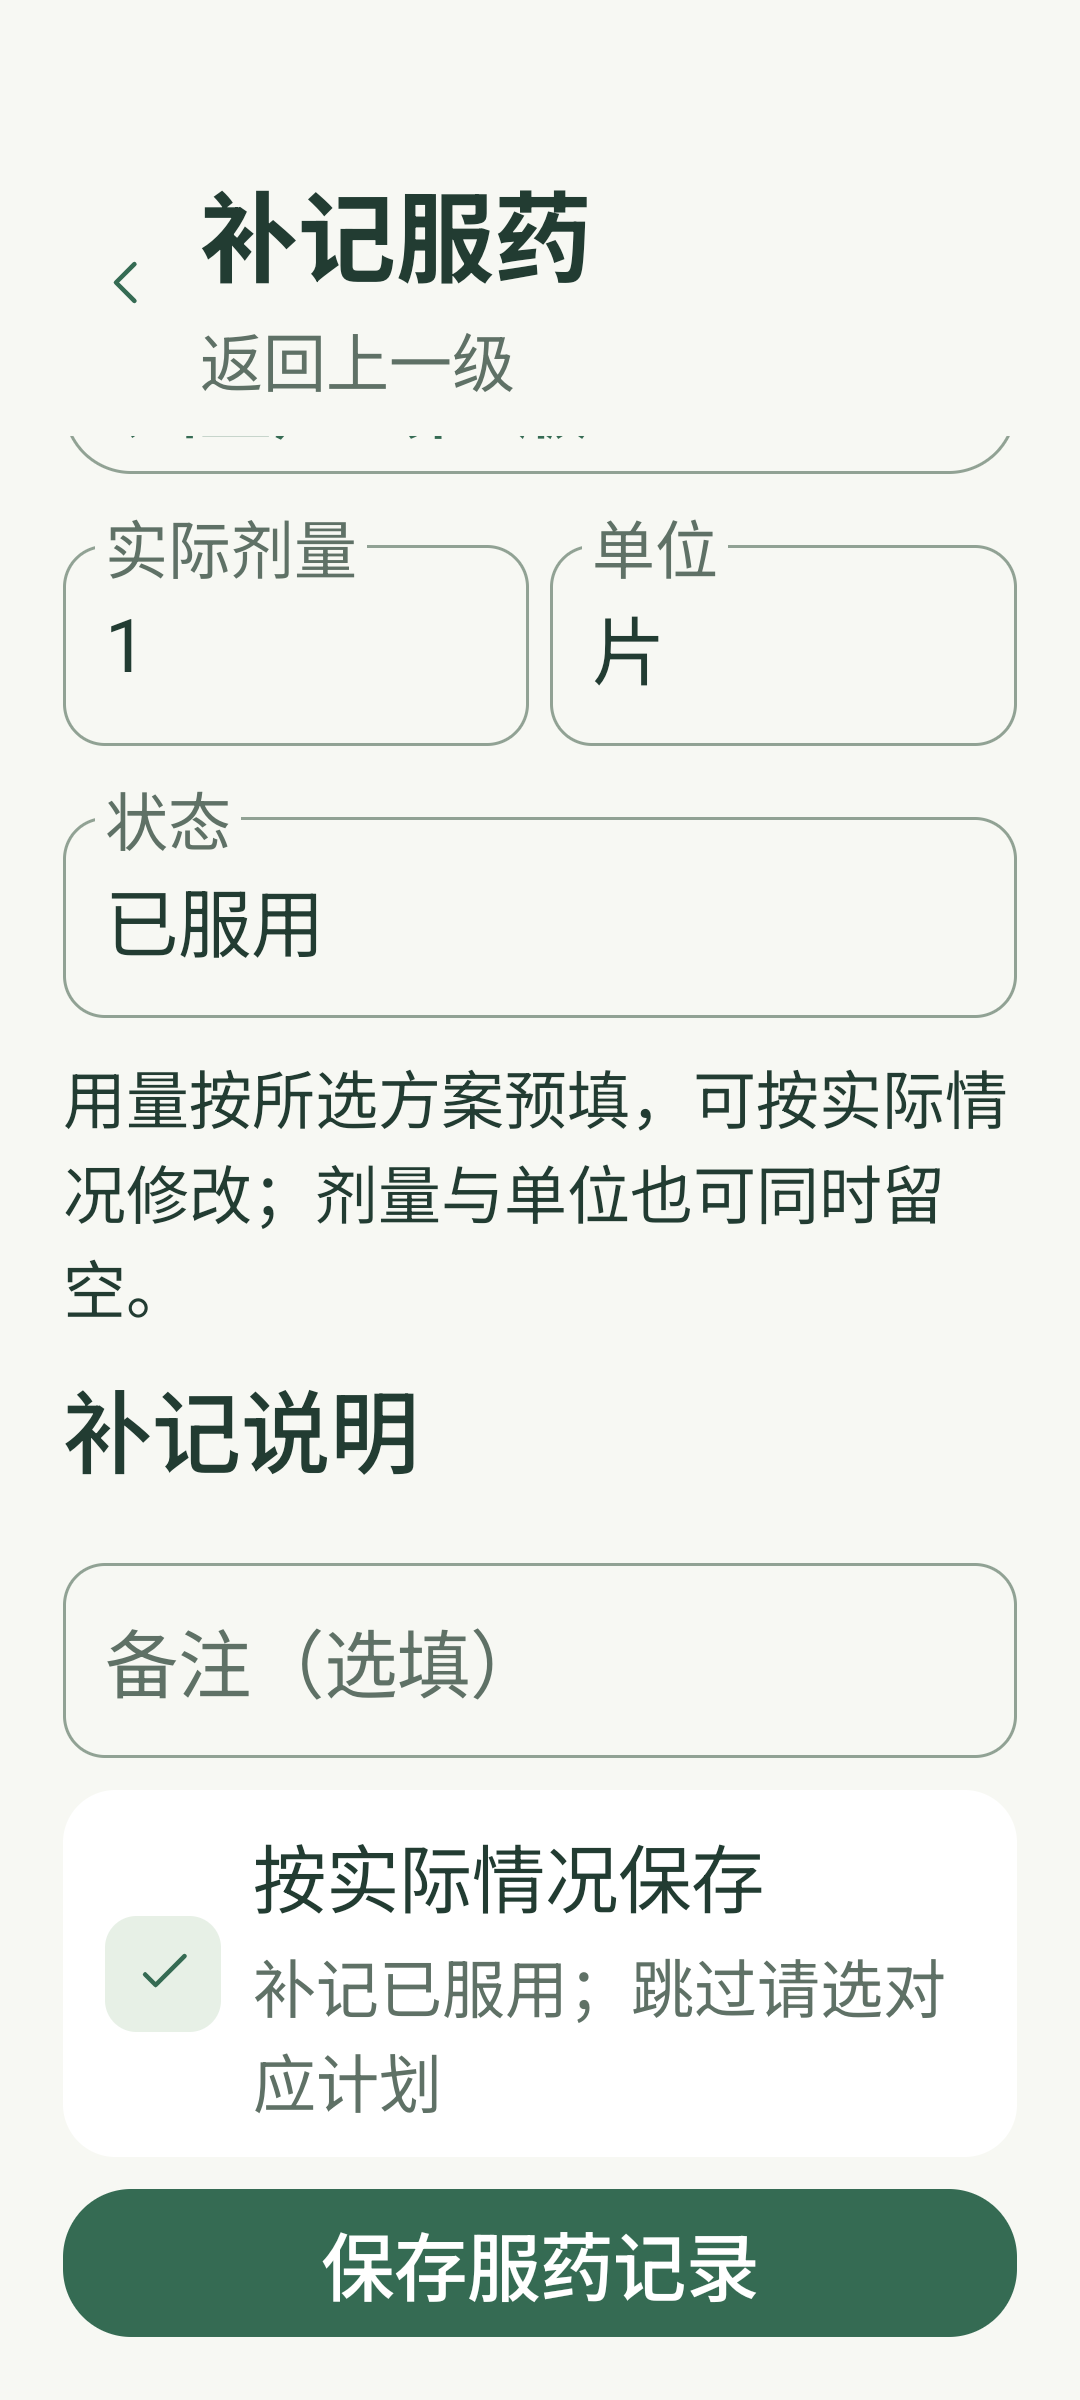 补记服药
返回上一级
实际剂量
单位
1
片
状态
已服用
用量按所选方案预填，可按实际情
况修改；剂量与单位也可同时留
空。
补记说明
备注（选填）
按实际情况保存
补记已服用；跳过请选对
应计划
保存服药记录